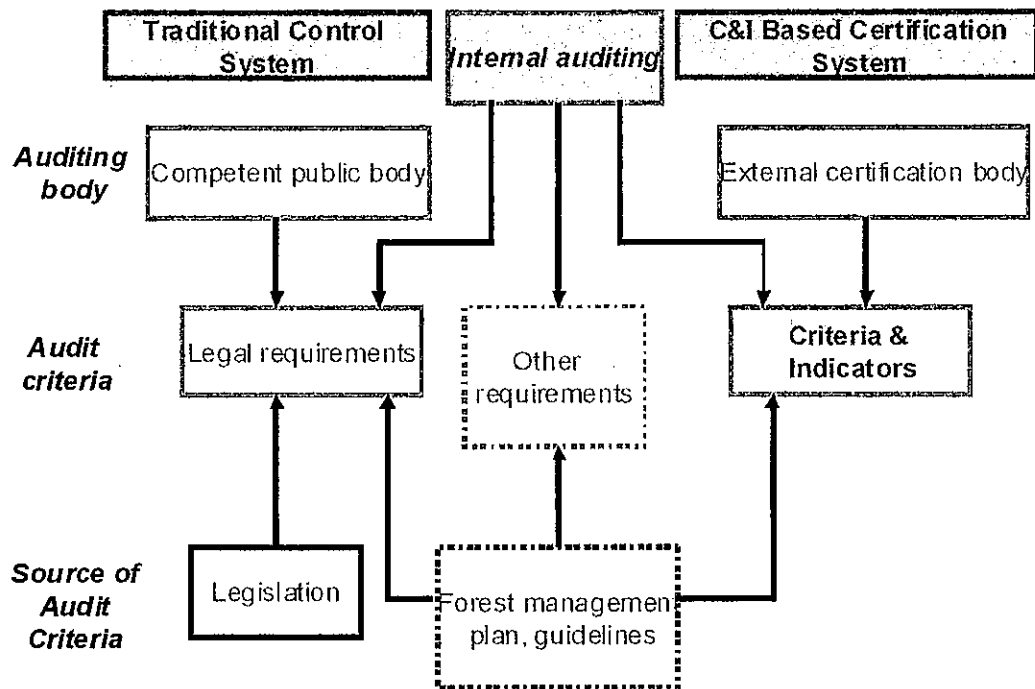 Traditional Control
System
Internal auditing
C&I Based Certification
System
Auditing
body
Competent public body
External certification body
Audit
criteria
Legal requirements
Other
requirements
Criteria &
Indicators
Source of
Audit
Criteria
Legislation
Forest managemen
plan, guidelines